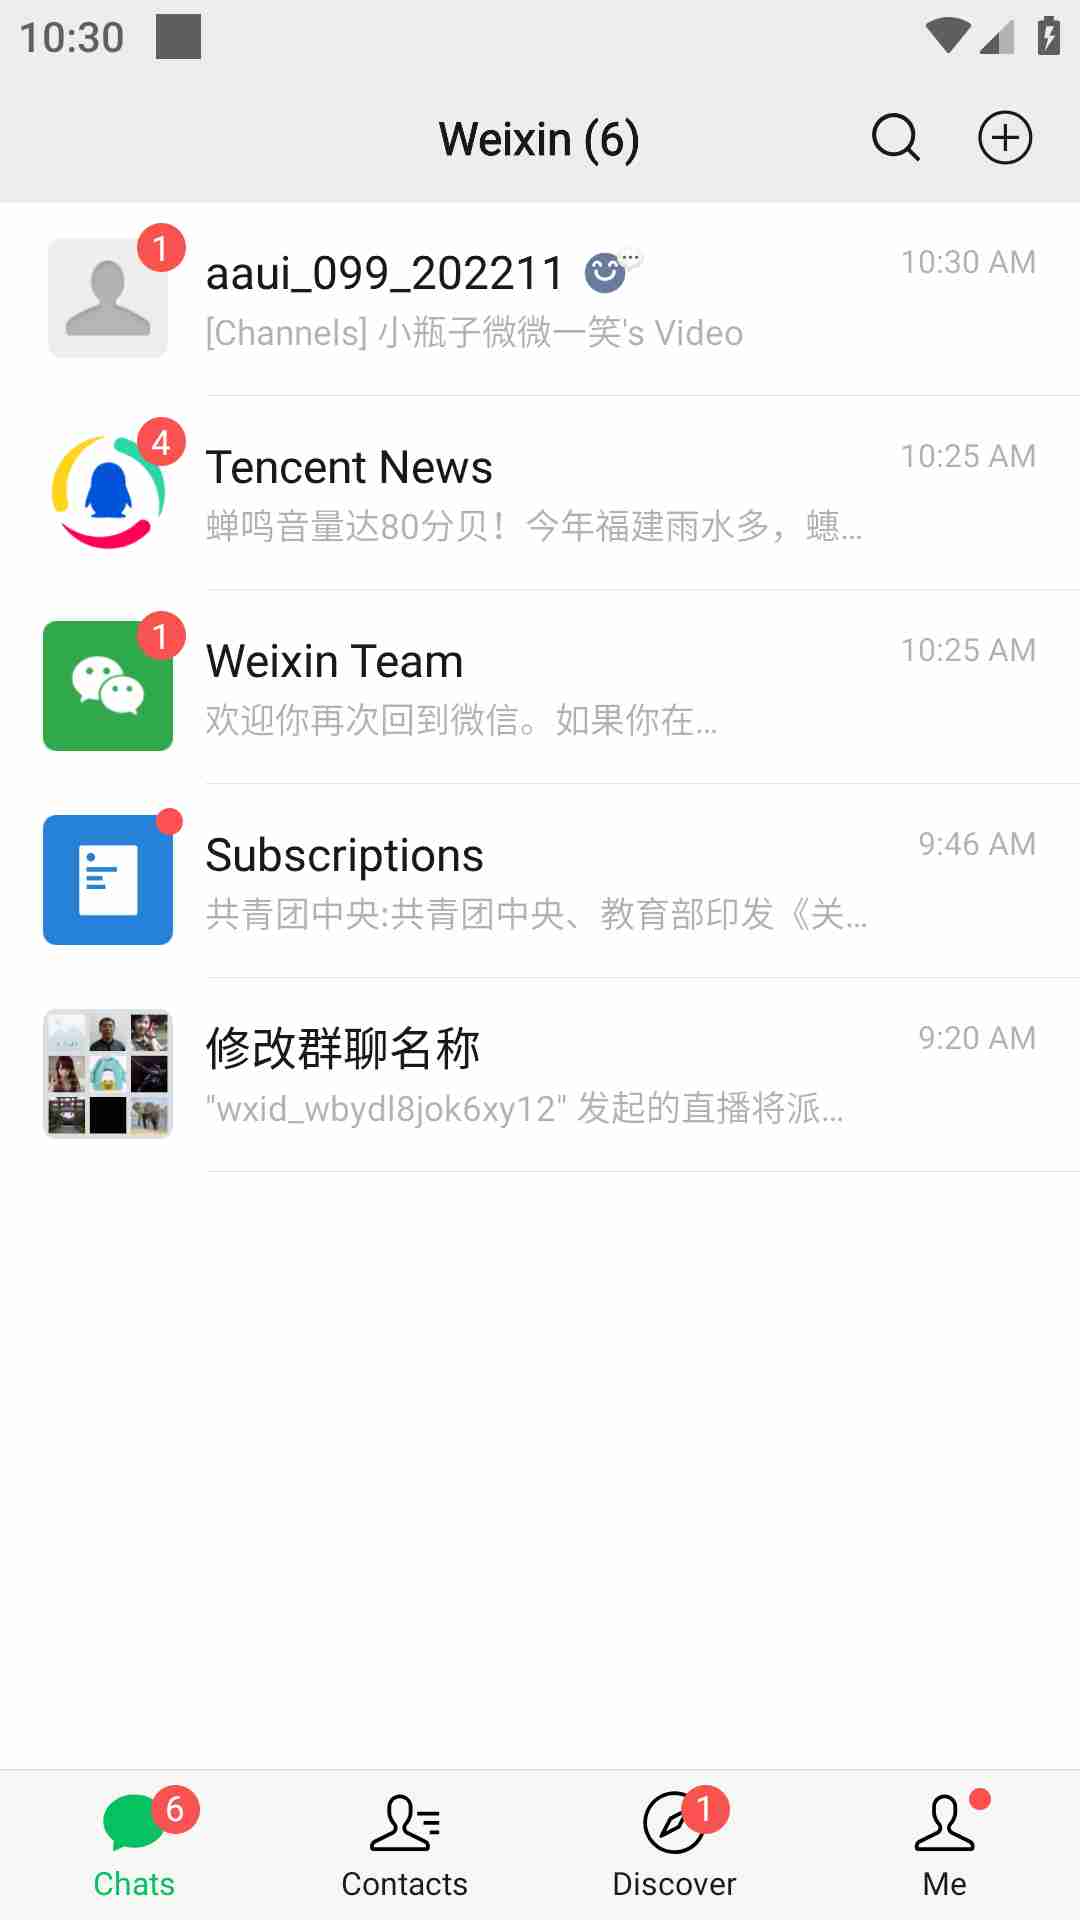 10:30
Weixin (6)
1
aaui_099_202211
10:30 AM
[Channels] 小瓶子微微一笑's Video
4
Tencent News
10:25 AM
蝉鸣音量达80分贝！今年福建雨水多，蟪...
1
Weixin Team
10:25 AM
欢迎你再次回到微信。如果你在...
Subscriptions
9:46 AM
共青团中央:共青团中央、教育部印发《关...
修改群聊名称
9:20 AM
"wxid_wbydl8jok6xy12" 发起的直播将派...
6
1
Chats
Contacts
Discover
Me